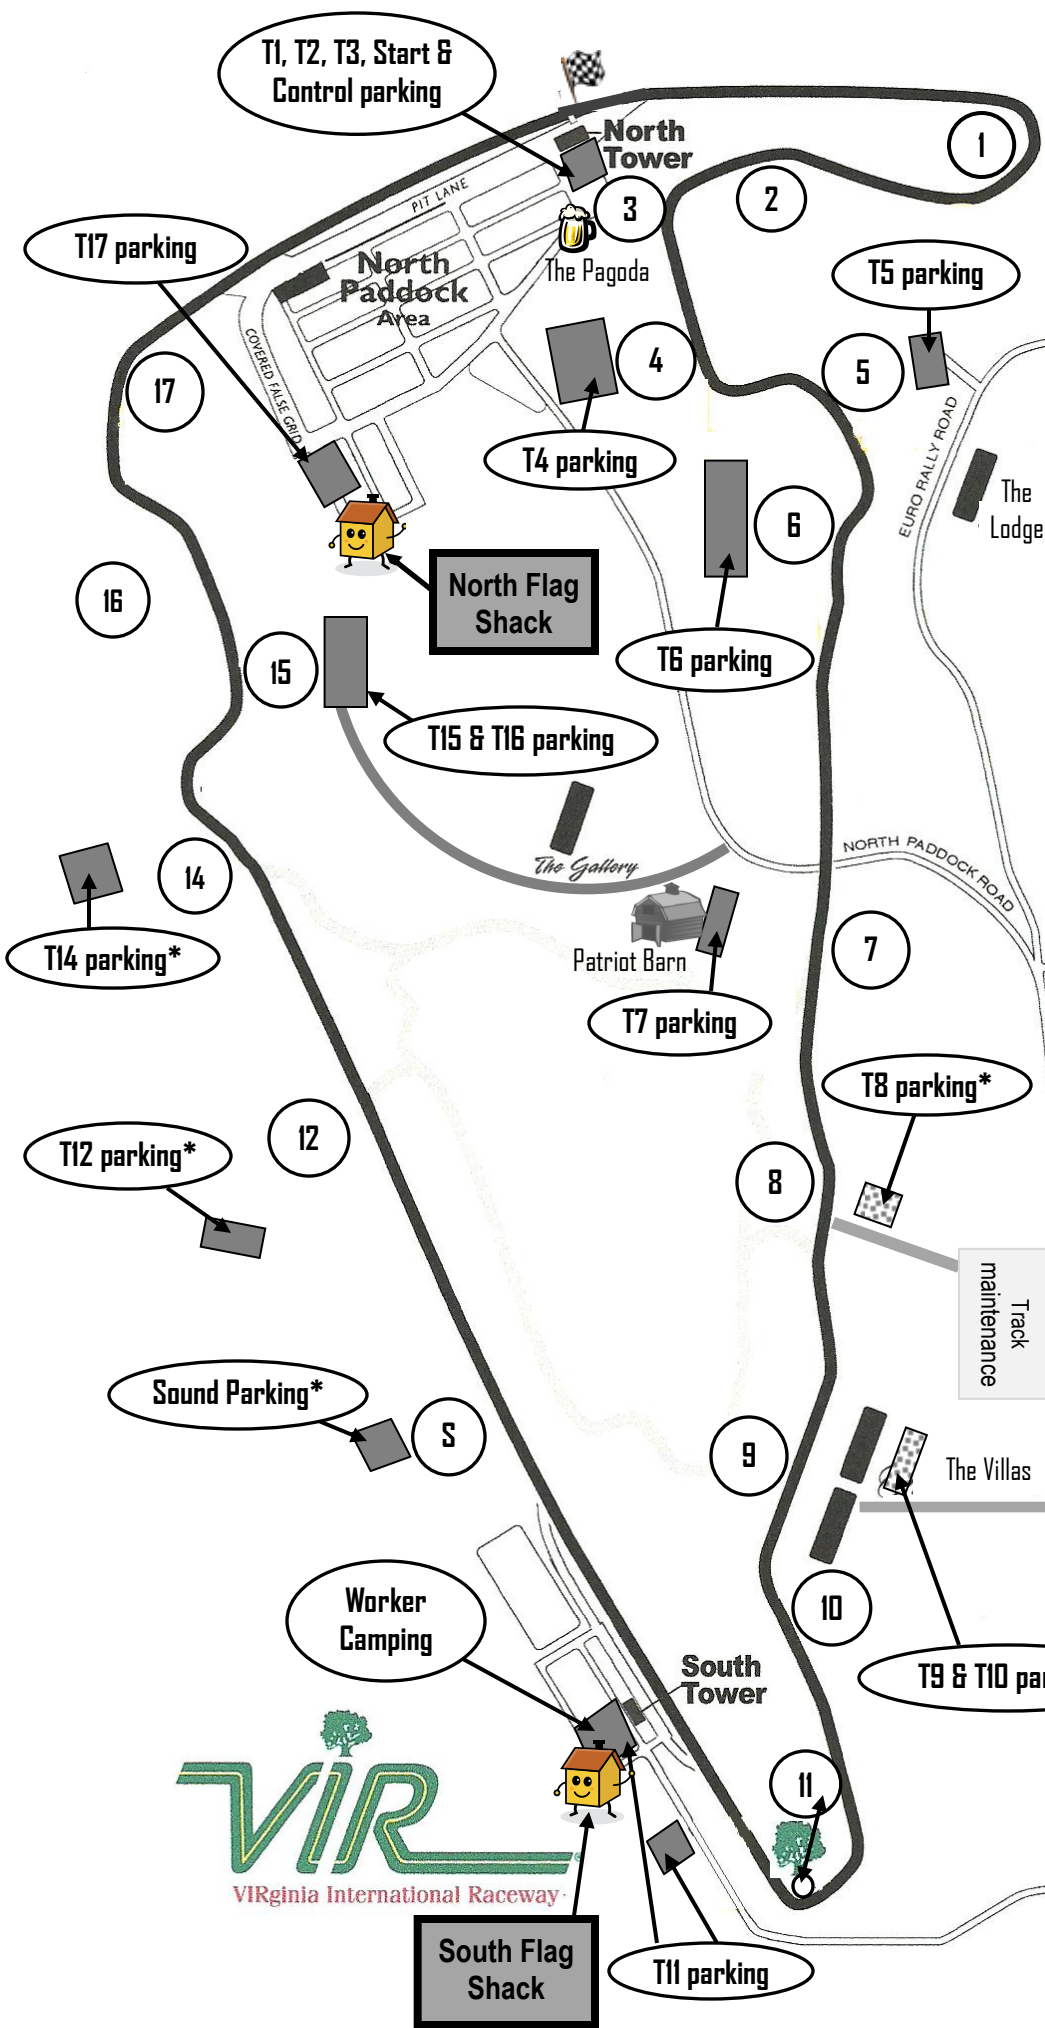 T1, T2, T3, Start &
Control parking
North
Tower
1
2
3
PIT LANE
The Pagoda
T17 parking
North
Paddock
Area
T5 parking
COVERED FALSE GRID
17
4
5
T4 parking
EURO RALLY ROAD
The
Lodge
6
North Flag
Shack
16
15
T6 parking
T15 & T16 parking
The Gallery
NORTH PADDOCK ROAD
14
T14 parking*
Patriot Barn
7
T7 parking
T8 parking*
12
T12 parking*
8
Track
maintenance
Sound Parking*
S
9
The Villas
Worker
Camping
10
South
Tower
T9 & T10 par
11
VIR
VIRginia International Raceway
South Flag
Shack
T11 parking